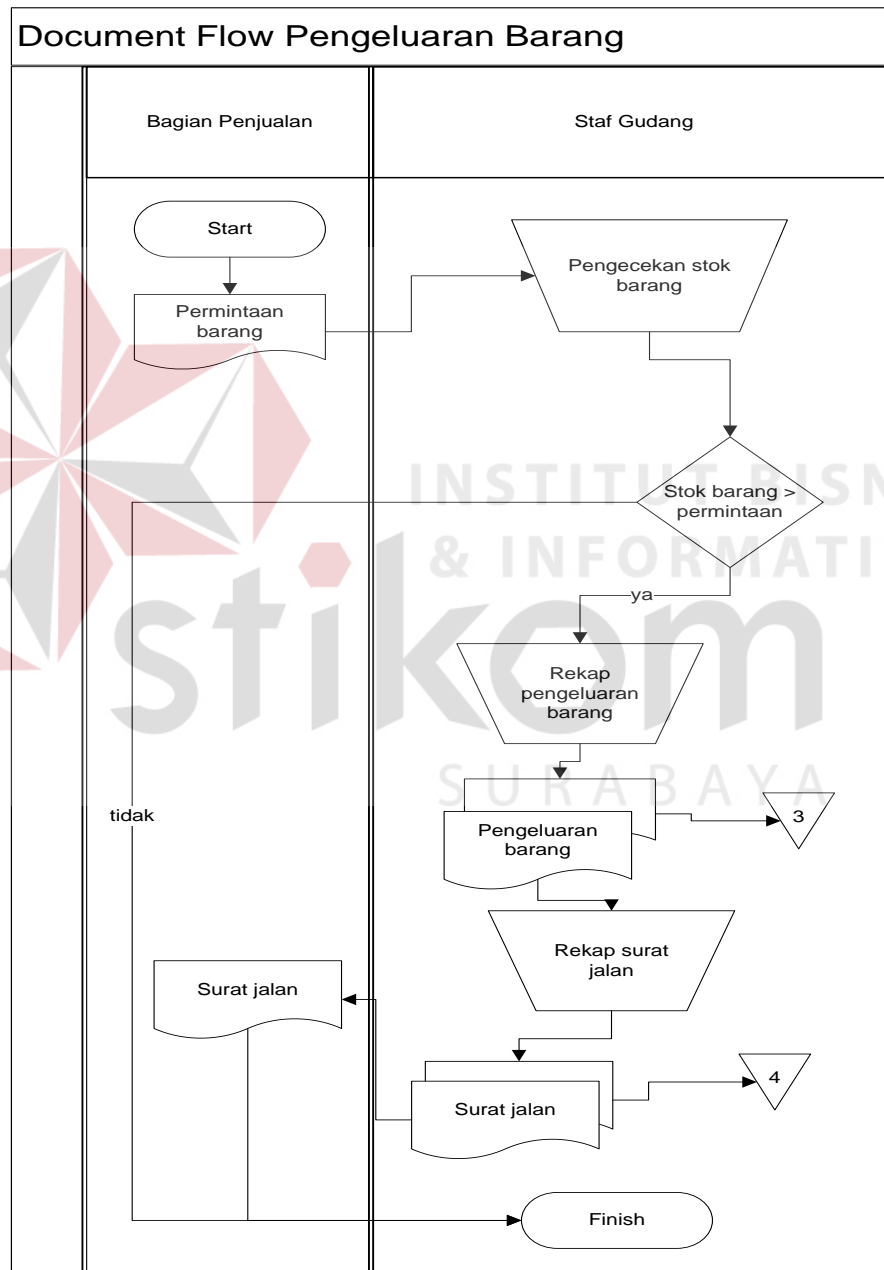 Document Flow Pengeluaran Barang
Bagian Penjualan
Staf Gudang
Start
Pengecekan stok
barang
Permintaan
barang
Stok barang >
permintaan
INSTITUT BISN
& INFORMATI
ya
stikom
Rekap
pengeluaran
barang
SURABAYA
tidak
3
Pengeluaran
barang
Rekap surat
jalan
Surat jalan
4
Surat jalan
Finish